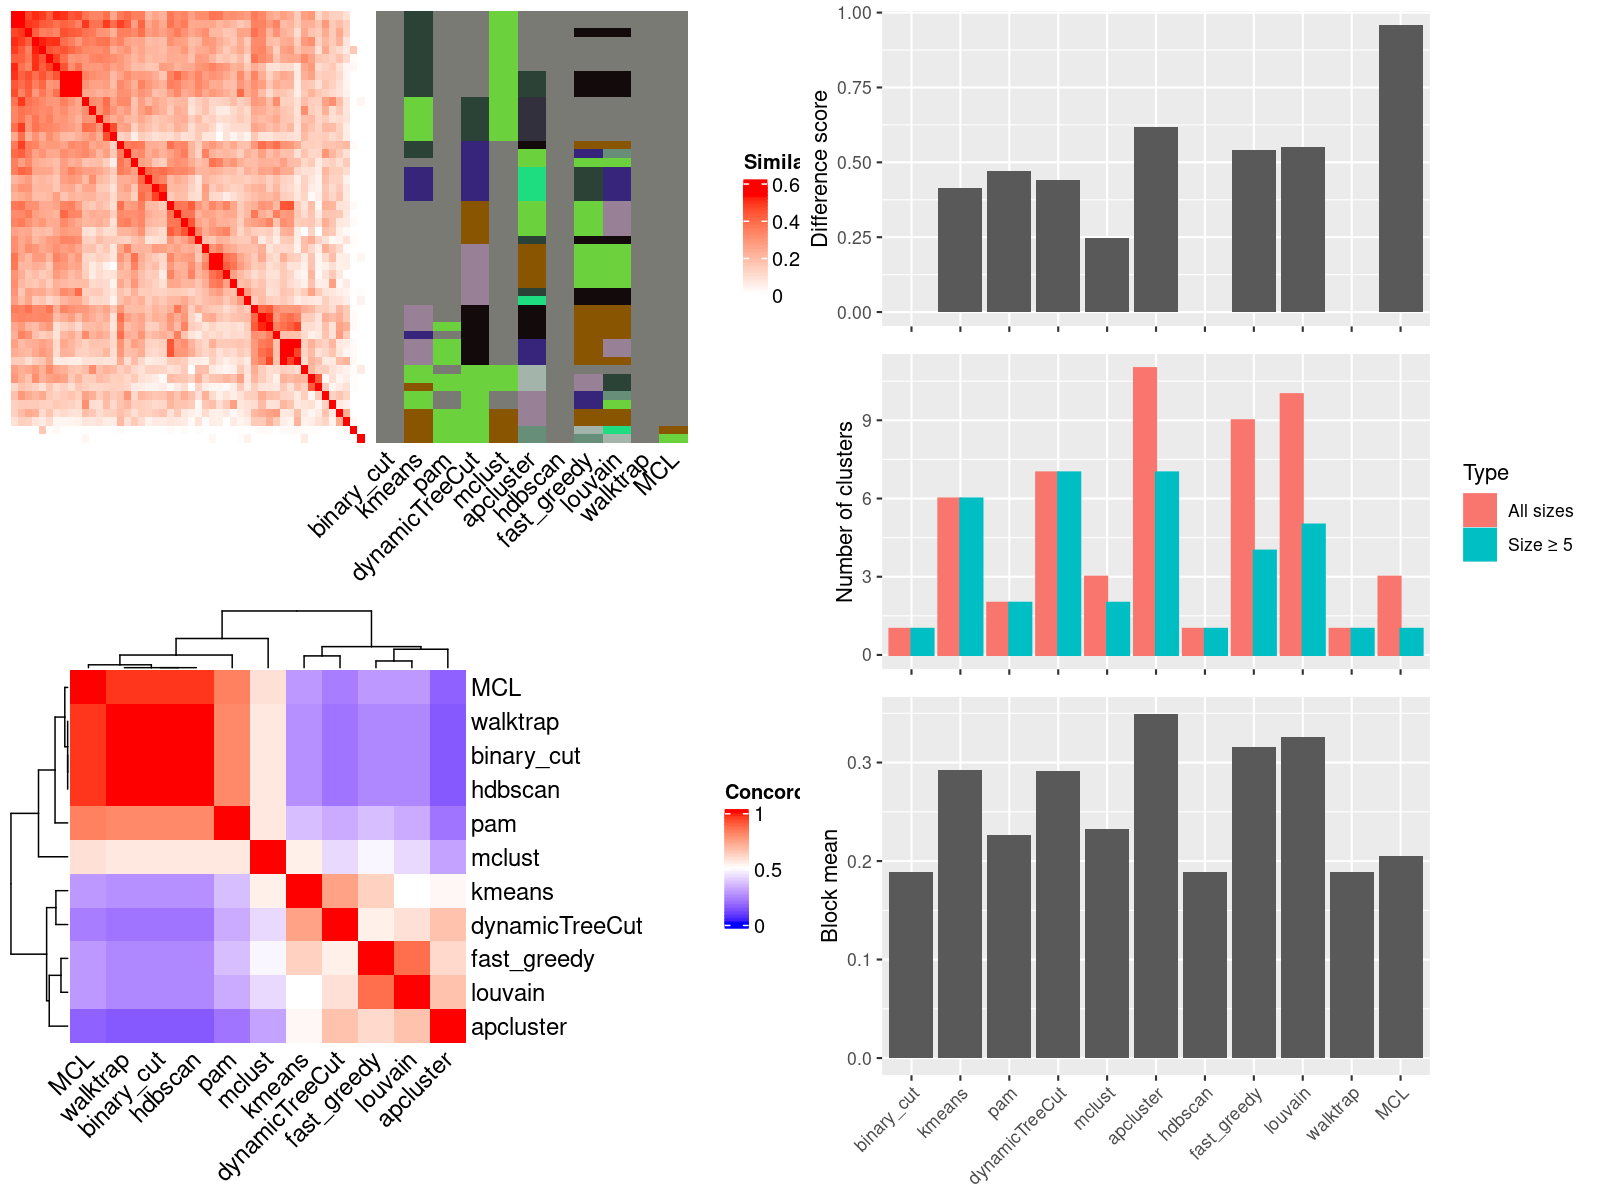 Simila
0.6
0.4
0.2
0
binary_cut
kmeans
pam
dynamicTreeCut
mclust
apcluster
hdbscan
fast_greedy
louvain
walktrap
MCL
Difference score
1.00
0.75
0.50
0.25
0.00
Number of clusters
9
6
3
0
Type
All sizes
Size ≥ 5
MCL
walktrap
binary_cut
hdbscan
pam
mclust
kmeans
dynamicTreeCut
fast_greedy
louvain
apcluster
MCL
walktrap
binary_cut
hdbscan
pam
mclust
kmeans
dynamicTreeCut
fast_greedy
louvain
apcluster
Concord
1
0.5
0
Block mean
0.3
0.2
0.1
0.0
binary_cut
kmeans
pam
dynamicTreeCut
mclust
apcluster
hdbscan
fast_greedy
louvain
walktrap
MCL